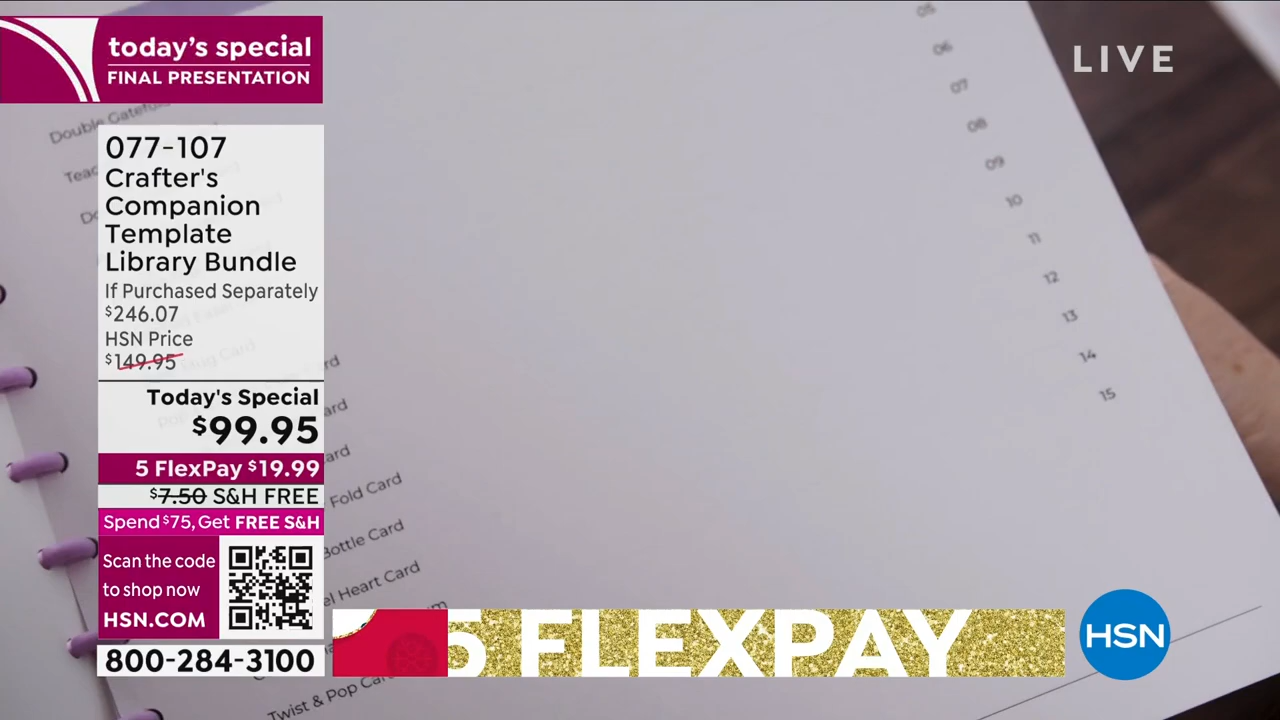 today's special
FINAL PRESENTATION
LIVE
077-107
Crafter's
Companion
Template
Library Bundle
If Purchased Separately
$246.07
HSN Price
$149.95
Today's Special
$99.95
5 FlexPay $19.99
$7.50 S&H FREE
Spend $75, Get FREE S&H
Scan the code
to shop now
HSN.COM
800-284-3100
5 FLEXPAY
HSN
Double
05
06
07
08
09
10
11
12
13
14
15
Fold Card
Bottle Card
Heart Card
Twist & Pop